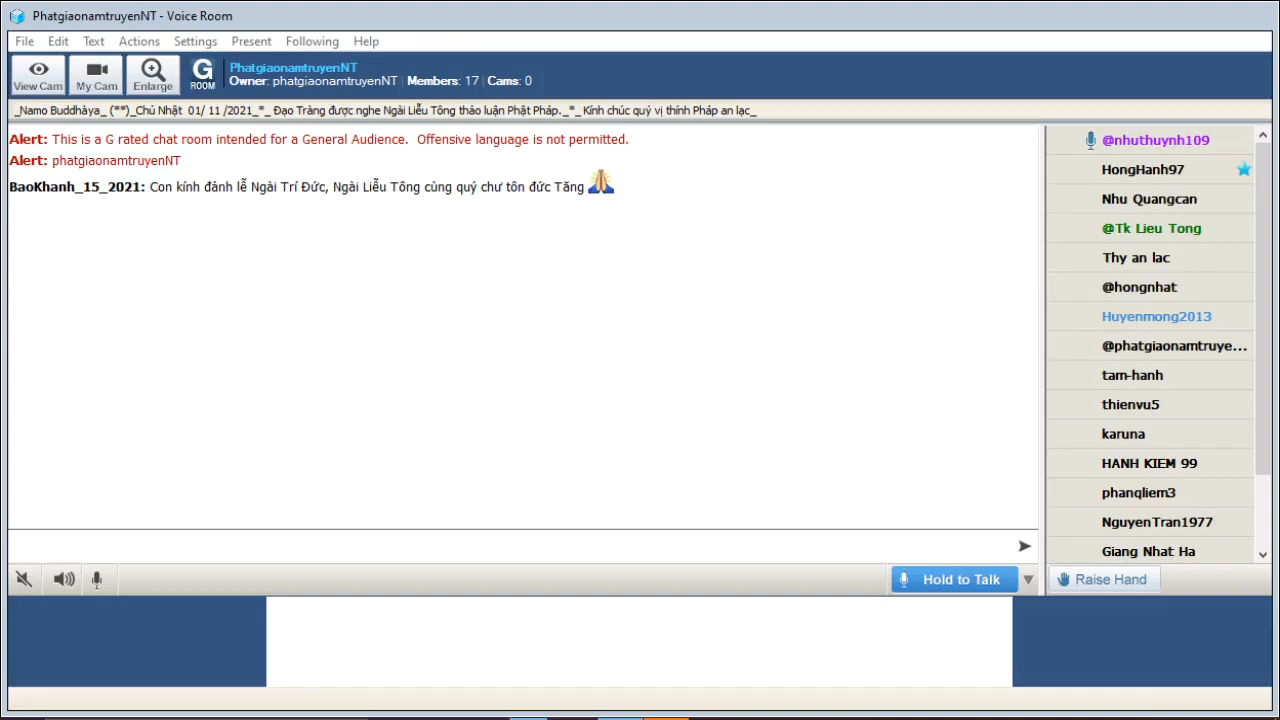 PhatgiaonamtruyenNT - Voice Room
File Edit Text Actions Settings Present Following Help
View Cam My Cam Enlarge G ROOM
PhatgiaonamtruyenNT
Owner: phatgiaonamtruyenNT | Members: 17 | Cams: 0
_Namo Buddhàya_ (**)_Chủ Nhật 01/ 11 /2021_*_ Đạo Tràng được nghe Ngài Liễu Tông thảo luận Phật Pháp._*_ Kính chúc quý vị thính Pháp an lạc_
Alert: This is a G rated chat room intended for a General Audience. Offensive language is not permitted.
Alert: phatgiaonamtruyenNT
BaoKhanh_15_2021: Con kính đảnh lễ Ngài Trí Đức, Ngài Liễu Tông cùng quý chư tôn đức Tăng
@nhuthuynh109
HongHanh97
Nhu Quangcan
@Tk Lieu Tong
Thy an lac
@hongnhat
Huyenmong2013
@phatgiaonamtruye...
tam-hanh
thienvu5
karuna
HANH KIEM 99
phanqliem3
NguyenTran1977
Giang Nhat Ha
Hold to Talk
Raise Hand